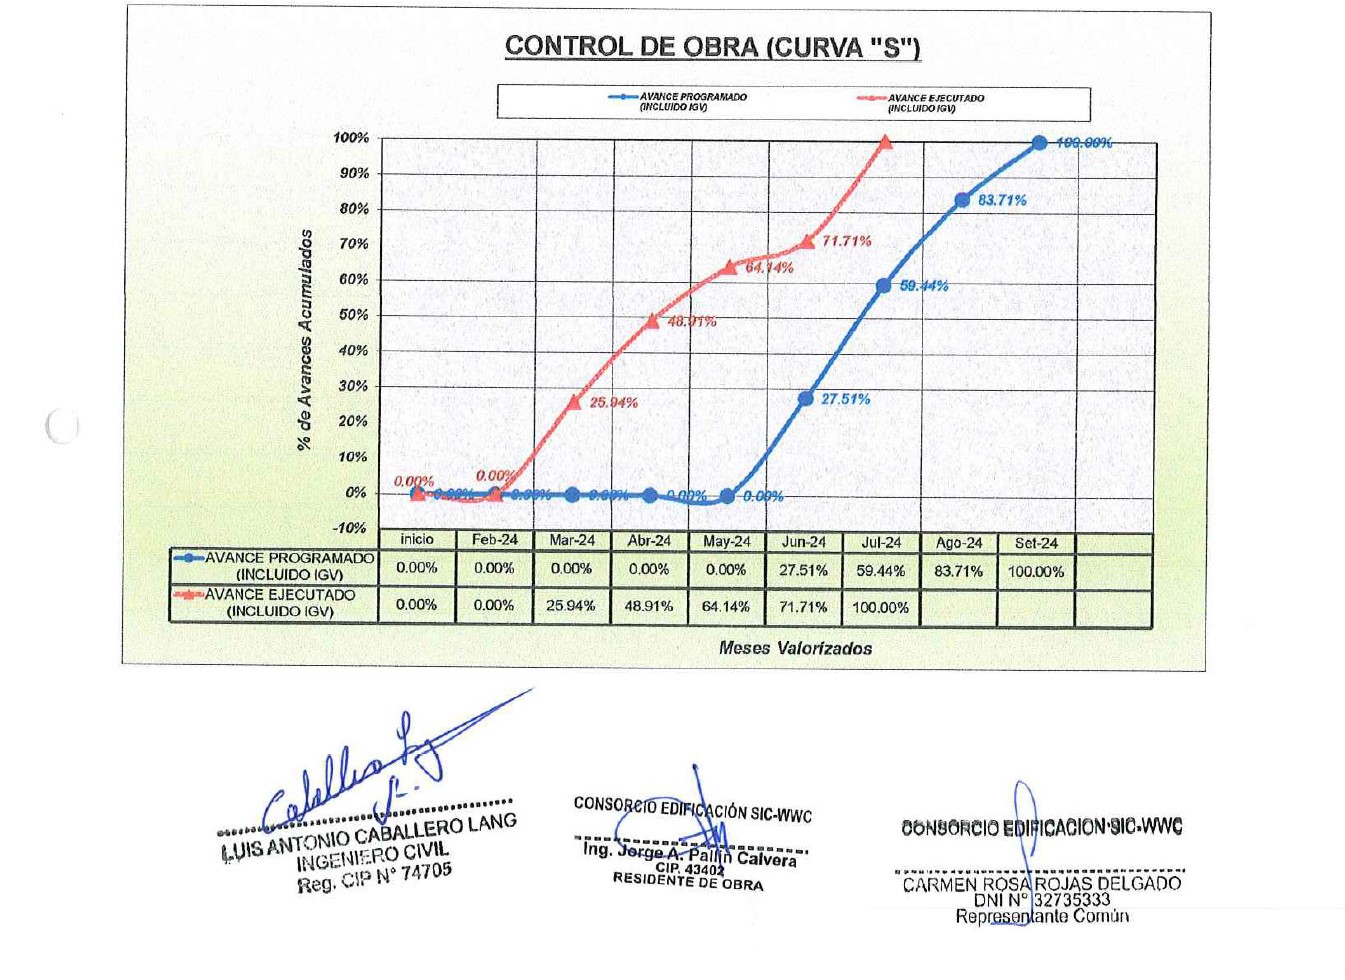 CONTROL DE OBRA (CURVA "S")
AVANCE PROGRAMADO
(INCLUIDO IGV)
AVANCE EJECUTADO
(INCLUIDO IGV)
% de Avances Acumulados
100%
90%
80%
70%
60%
50%
40%
30%
20%
10%
0%
-10%
0.00%
0.00%
25.94%
48.91%
64.14%
71.71%
0.00%
0.00%
0.00%
0.00%
0.00%
27.51%
59.44%
83.71%
100.00%
inicio Feb-24 Mar-24 Abr-24 May-24 Jun-24 Jul-24 Ago-24 Set-24
AVANCE PROGRAMADO
(INCLUIDO IGV) 0.00% 0.00% 0.00% 0.00% 0.00% 27.51% 59.44% 83.71% 100.00%
AVANCE EJECUTADO
(INCLUIDO IGV) 0.00% 0.00% 25.94% 48.91% 64.14% 71.71% 100.00%
Meses Valorizados
LUIS ANTONIO CABALLERO LANG
INGENIERO CIVIL
Reg. CIP N° 74705
CONSORCIO EDIFICACIÓN SIC-WWC
Ing. Jorge A. Pallin Calvera
CIP. 43402
RESIDENTE DE OBRA
CONSORCIO EDIFICACION SIC-WWC
CARMEN ROSA ROJAS DELGADO
DNI N° 32735333
Representante Común